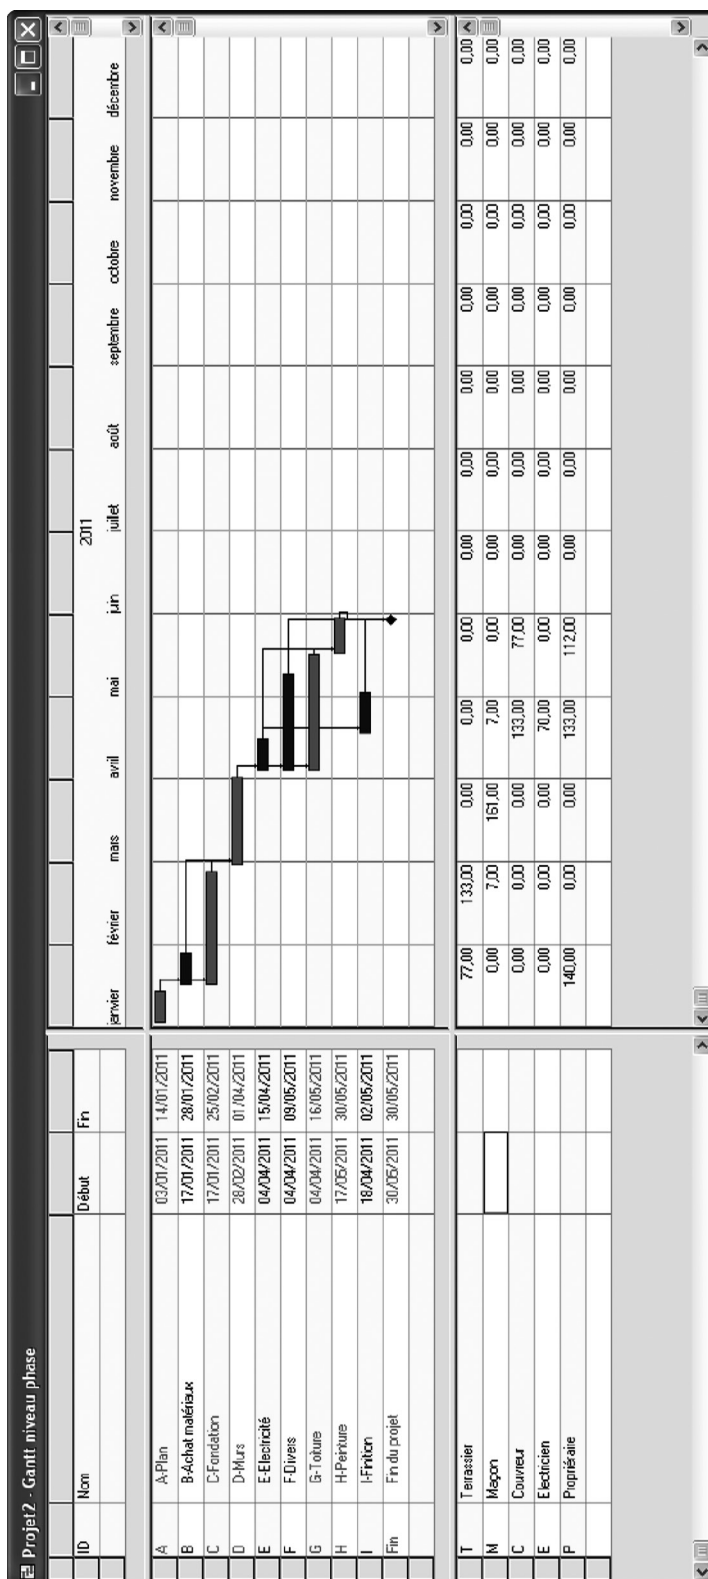 Projet2 - Gantt niveau phase
2011
ID Nom Début Fin janvier février mars avril mai juin juillet août septembre octobre novembre décembre
A A-Plan 03/01/2011 14/01/2011
B B-Achat matériaux 17/01/2011 28/01/2011
C C-Fondation 17/01/2011 25/02/2011
D D-Murs 28/02/2011 01/04/2011
E E-Electricité 04/04/2011 15/04/2011
F F-Divers 04/04/2011 09/05/2011
G G-Toiture 04/04/2011 16/05/2011
H H-Peinture 17/05/2011 30/05/2011
I I-Finition 18/04/2011 02/05/2011
Fin Fin du projet 30/05/2011 30/05/2011
T Terrassier 77,00 133,00 0,00 0,00 0,00 0,00 0,00 0,00 0,00 0,00 0,00
M Maçon 0,00 7,00 161,00 7,00 0,00 0,00 0,00 0,00 0,00 0,00 0,00 0,00
C Couvreur 0,00 0,00 0,00 133,00 77,00 0,00 0,00 0,00 0,00 0,00 0,00 0,00
E Electricien 0,00 0,00 0,00 70,00 0,00 0,00 0,00 0,00 0,00 0,00 0,00 0,00
P Propriéraire 140,00 0,00 0,00 133,00 112,00 0,00 0,00 0,00 0,00 0,00 0,00 0,00